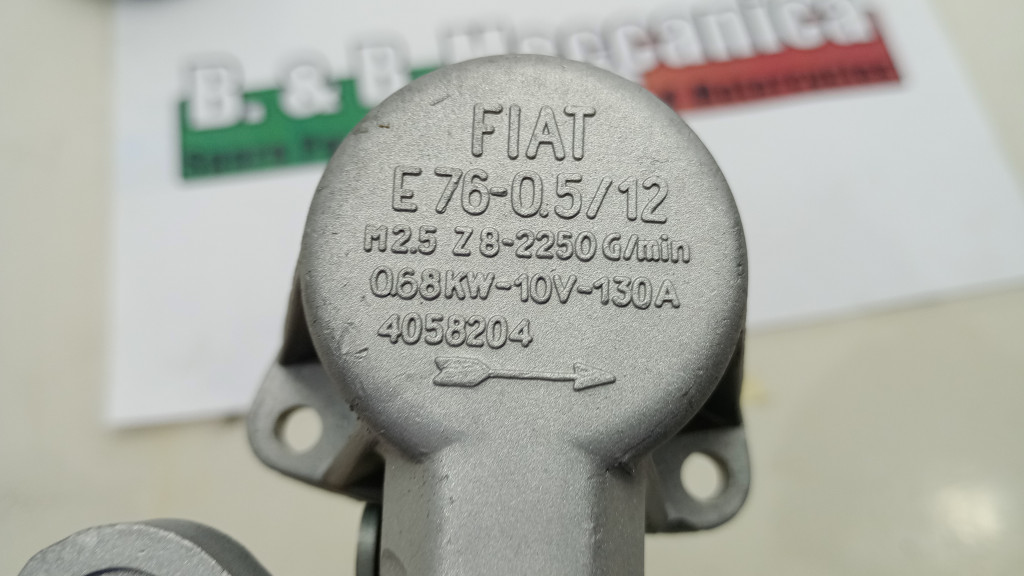 B. & B. Meccanica
FIAT
E 76-0.5/12
M2.5 Z 8-2250 G/min
0.68KW-10V-130A
4058204